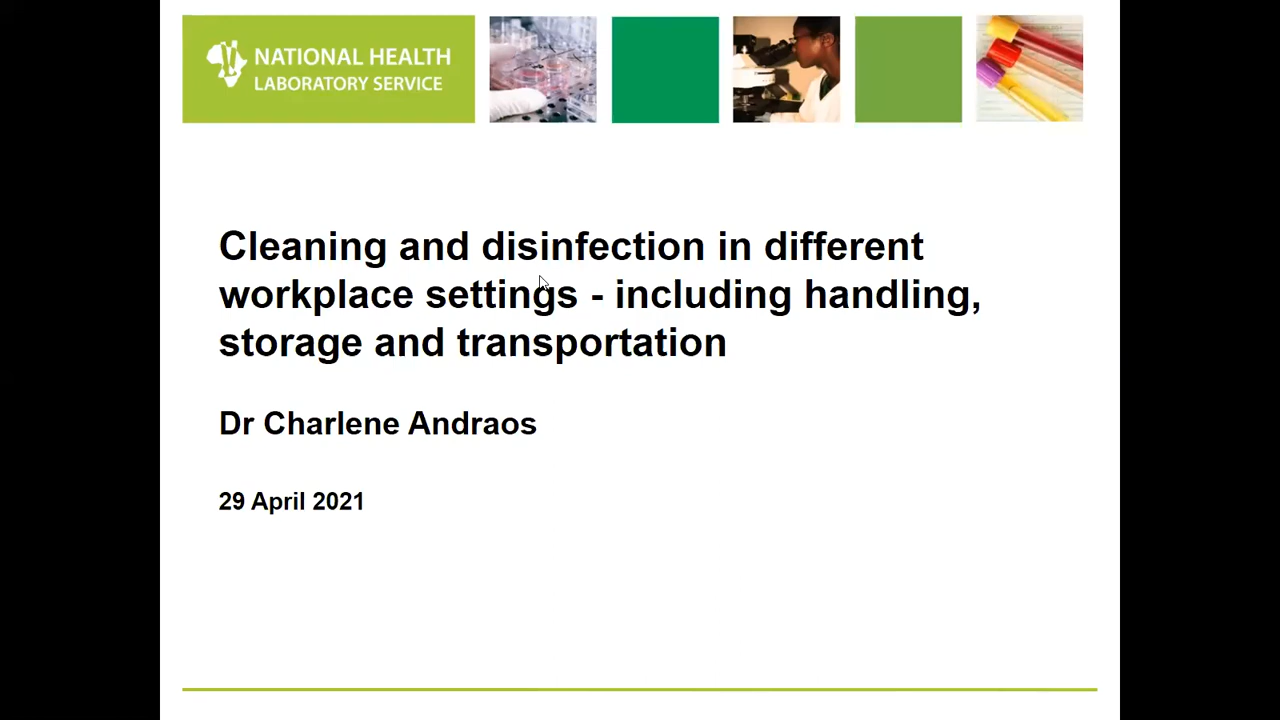 NATIONAL HEALTH
LABORATORY SERVICE
Cleaning and disinfection in different
workplace settings - including handling,
storage and transportation
Dr Charlene Andraos
29 April 2021